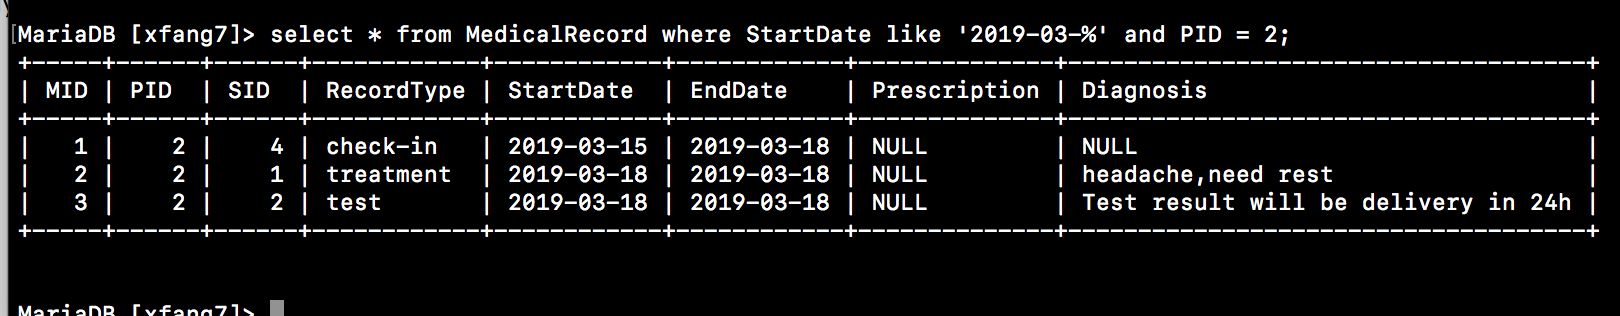 [MariaDB [xfang7]> select * from MedicalRecord where StartDate like '2019-03-%' and PID = 2;
+-----+------+------+------------+------------+------------+--------------+-------------------------------------+
| MID | PID  | SID  | RecordType | StartDate  | EndDate    | Prescription | Diagnosis                           |
+-----+------+------+------------+------------+------------+--------------+-------------------------------------+
|   1 |    2 |    4 | check-in   | 2019-03-15 | 2019-03-18 | NULL         | NULL                                |
|   2 |    2 |    1 | treatment  | 2019-03-18 | 2019-03-18 | NULL         | headache,need rest                  |
|   3 |    2 |    2 | test       | 2019-03-18 | 2019-03-18 | NULL         | Test result will be delivery in 24h |
+-----+------+------+------------+------------+------------+--------------+-------------------------------------+
MariaDB [xfang7]>